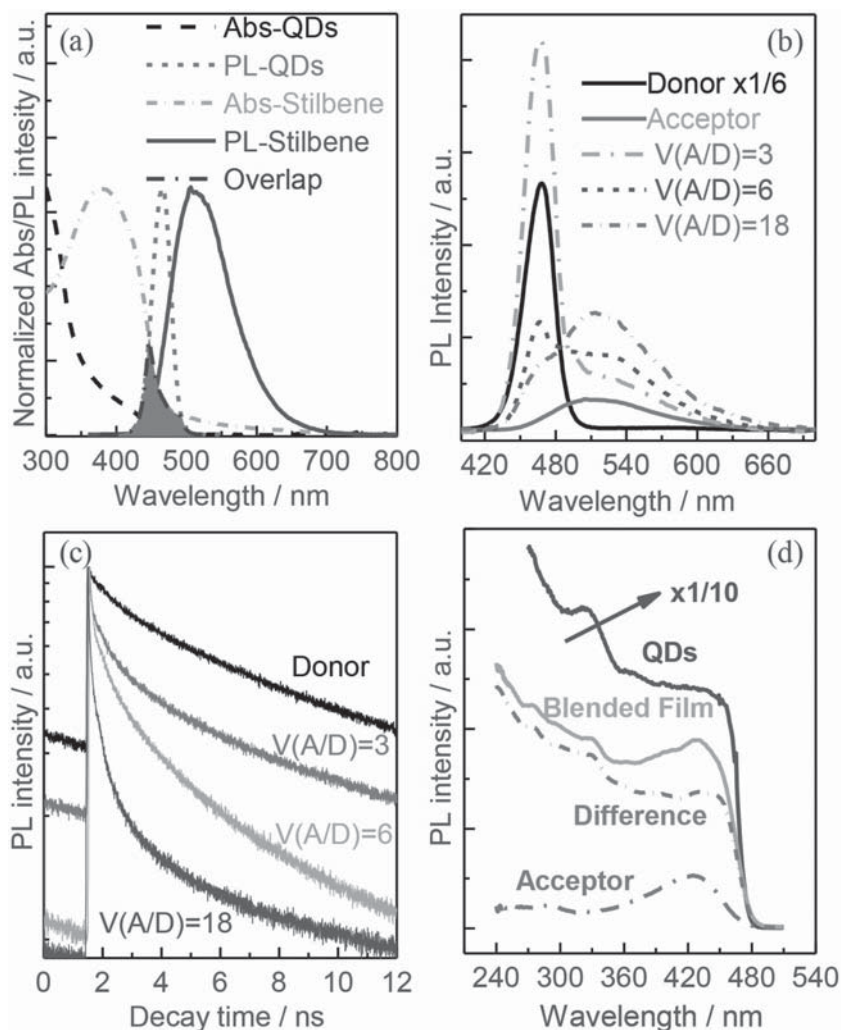 (a)
Abs-QDs
PL-QDs
Abs-Stilbene
PL-Stilbene
Overlap
Normalized Abs/PL intesity / a.u.
300 400 500 600 700 800
Wavelength / nm
(b)
Donor x1/6
Acceptor
V(A/D)=3
V(A/D)=6
V(A/D)=18
PL Intensity / a.u.
420 480 540 600 660
Wavelength / nm
(c)
Donor
V(A/D)=3
V(A/D)=6
V(A/D)=18
PL intensity / a.u.
0 2 4 6 8 10 12
Decay time / ns
(d)
x1/10
QDs
Blended Film
Difference
Acceptor
PL intensity / a.u.
240 300 360 420 480 540
Wavelength / nm